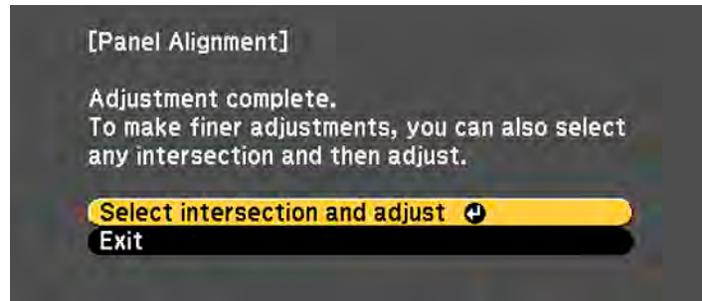 [Panel Alignment]
Adjustment complete.
To make finer adjustments, you can also select
any intersection and then adjust.
Select intersection and adjust
Exit